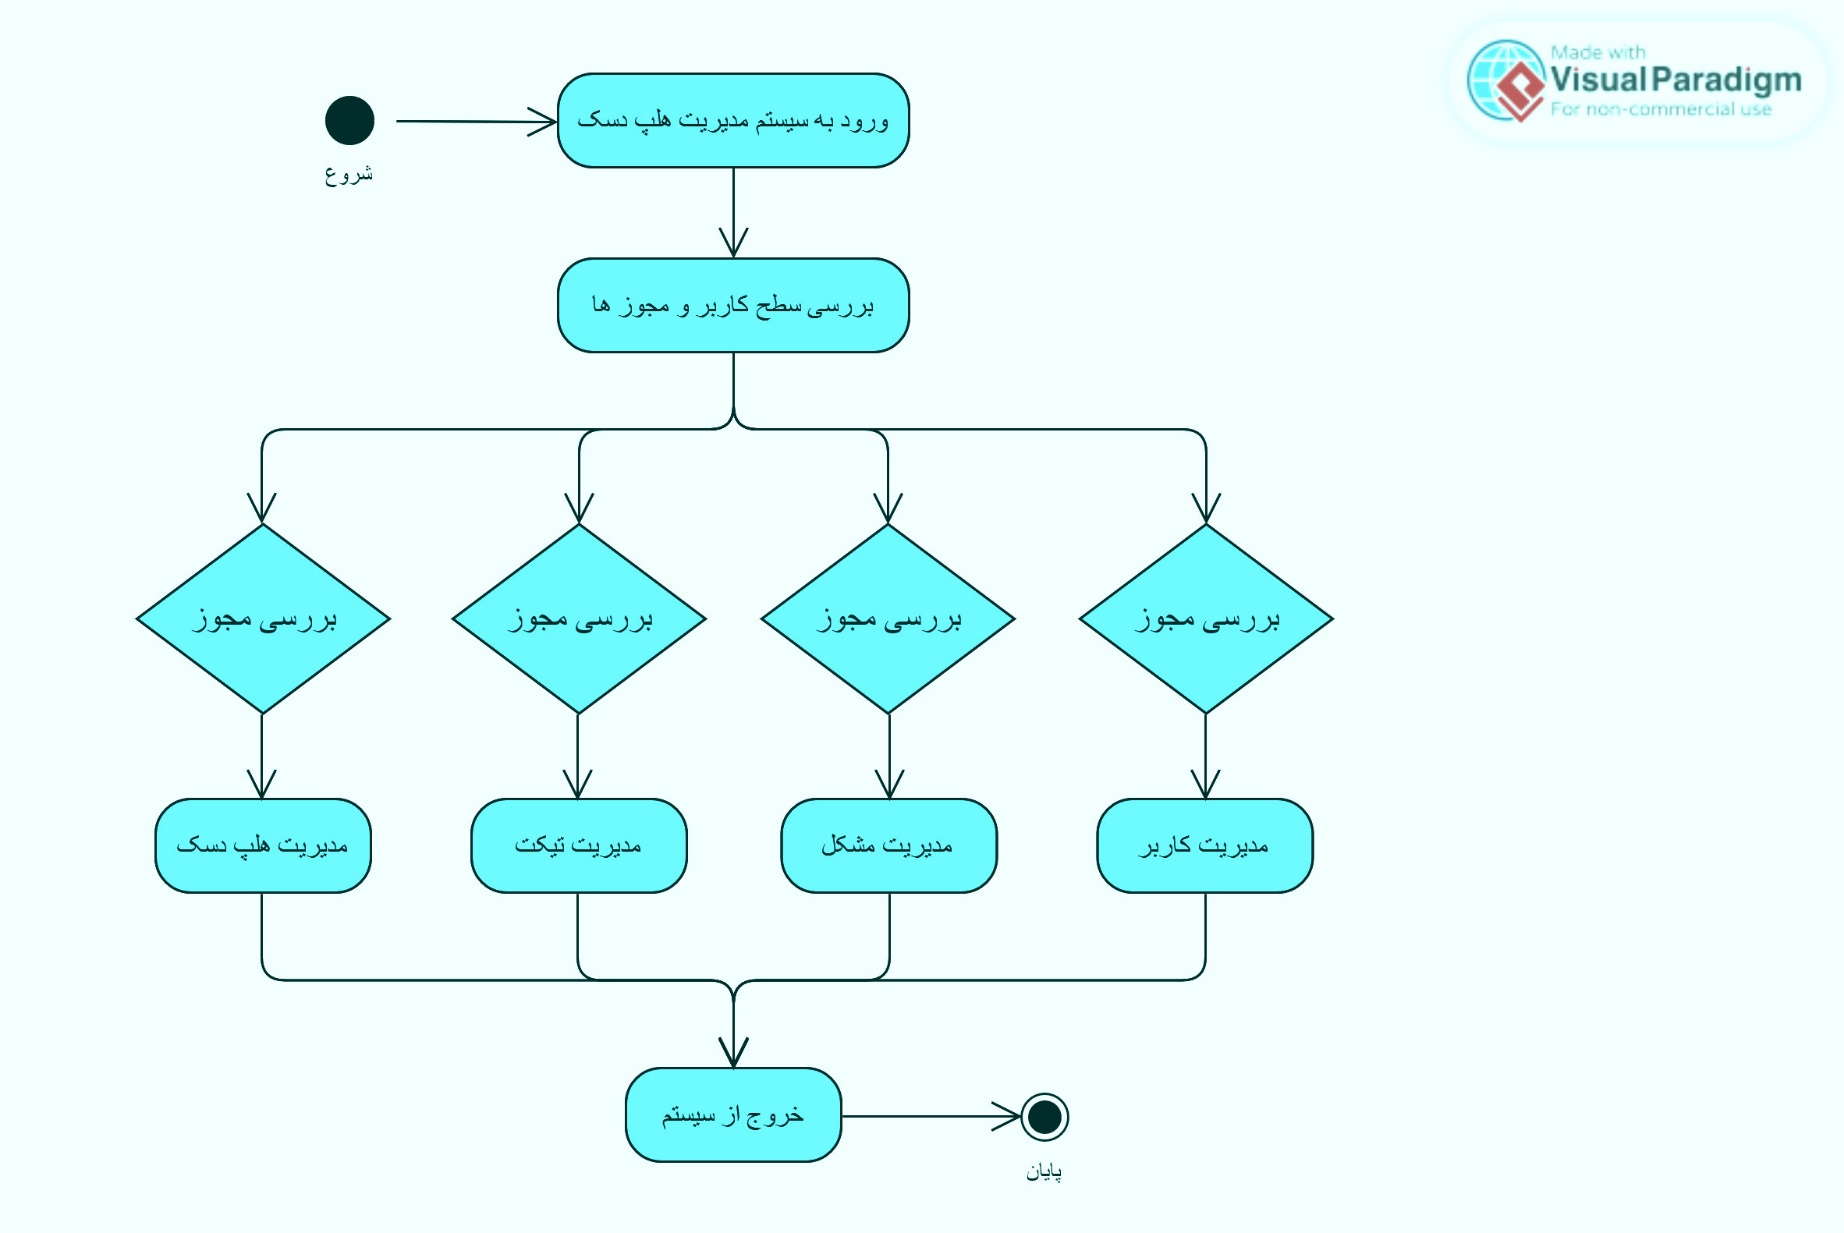 Made with
Visual Paradigm
For non-commercial use
ورود به سیستم مدیریت هلپ دسک
شروع
بررسی سطح کاربر و مجوز ها
بررسی مجوز
بررسی مجوز
بررسی مجوز
بررسی مجوز
مدیریت کاربر
مدیریت مشکل
مدیریت تیکت
مدیریت هلپ دسک
خروج از سیستم
پایان